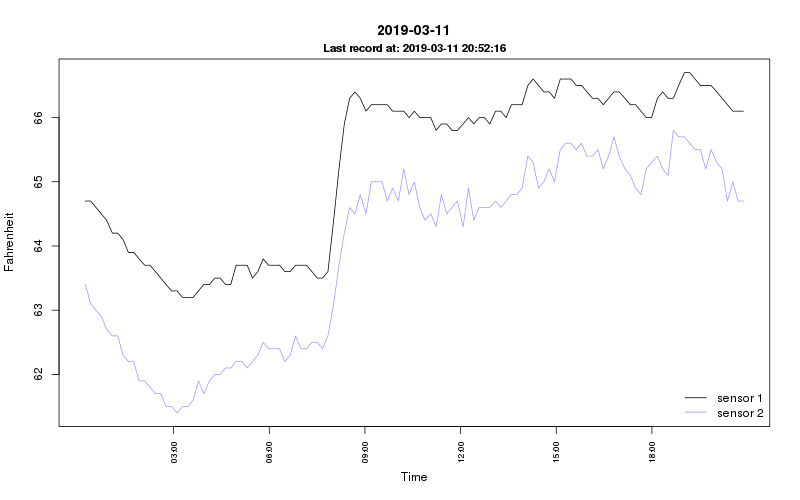 2019-03-11
Last record at: 2019-03-11 20:52:16
Fahrenheit
66
65
64
63
62
sensor 1
sensor 2
03:00
06:00
09:00
12:00
15:00
18:00
Time